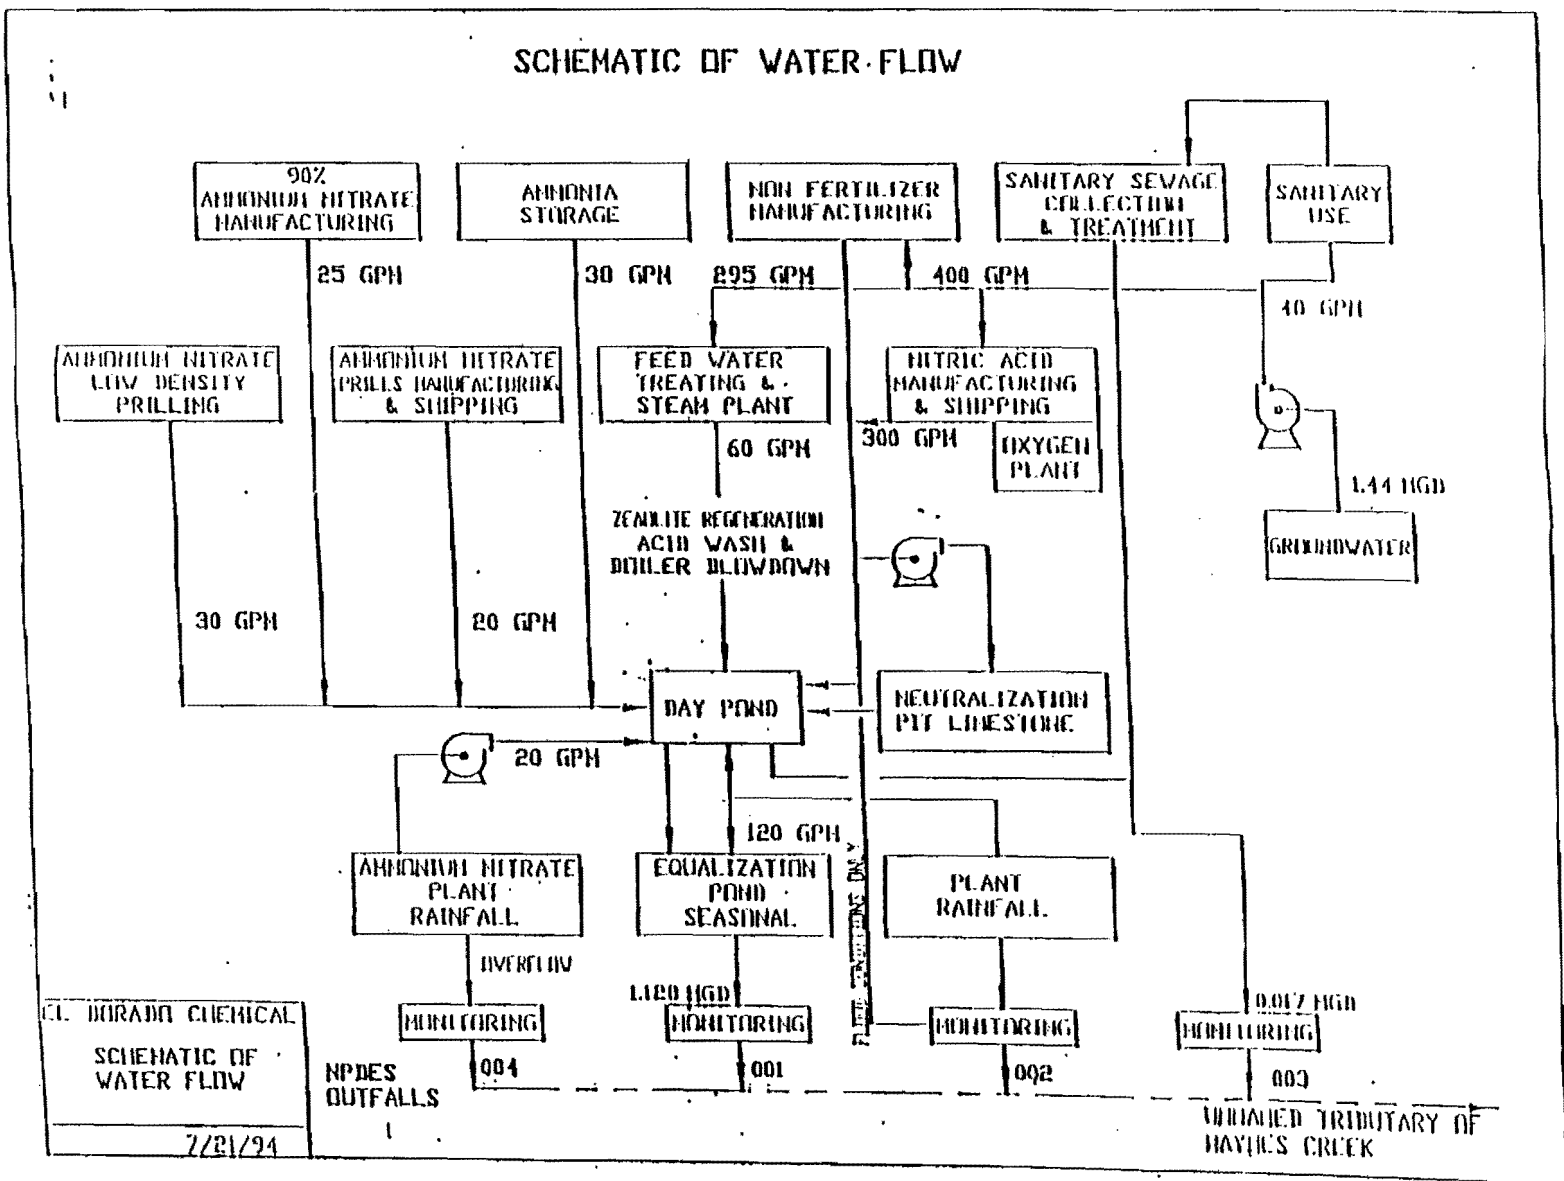 SCHEMATIC OF WATER FLOW
90%
AMMONIUM NITRATE
MANUFACTURING
AMMONIA
STORAGE
NON FERTILIZER
MANUFACTURING
SANITARY SEWAGE
COLLECTION
& TREATMENT
SANITARY
USE
25 GPM
30 GPM
295 GPM
400 GPM
10 GPM
AMMONIUM NITRATE
LOW DENSITY
PRILLING
AMMONIUM NITRATE
PRILLS MANUFACTURING
& SHIPPING
FEED WATER
TREATING &
STEAM PLANT
NITRIC ACID
MANUFACTURING
& SHIPPING
60 GPM
300 GPM
OXYGEN
PLANT
1.44 MGD
ZEOLITE REGENERATION
ACID WASH &
BOILER BLOWDOWN
GROUNDWATER
30 GPM
20 GPM
DAY POND
NEUTRALIZATION
PIT LIMESTONE
20 GPM
120 GPM
AMMONIUM NITRATE
PLANT
RAINFALL
EQUALIZATION
POND
SEASONAL
CONDITIONS ONLY
PLANT
RAINFALL
OVERFLOW
1.120 MGD
0.017 MGD
MONITORING
MONITORING
MONITORING
MONITORING
004
001
002
003
NPDES
OUTFALLS
UNNAMED TRIBUTARY OF
HAYNES CREEK
EL DORADO CHEMICAL
SCHEMATIC OF
WATER FLOW
7/21/94